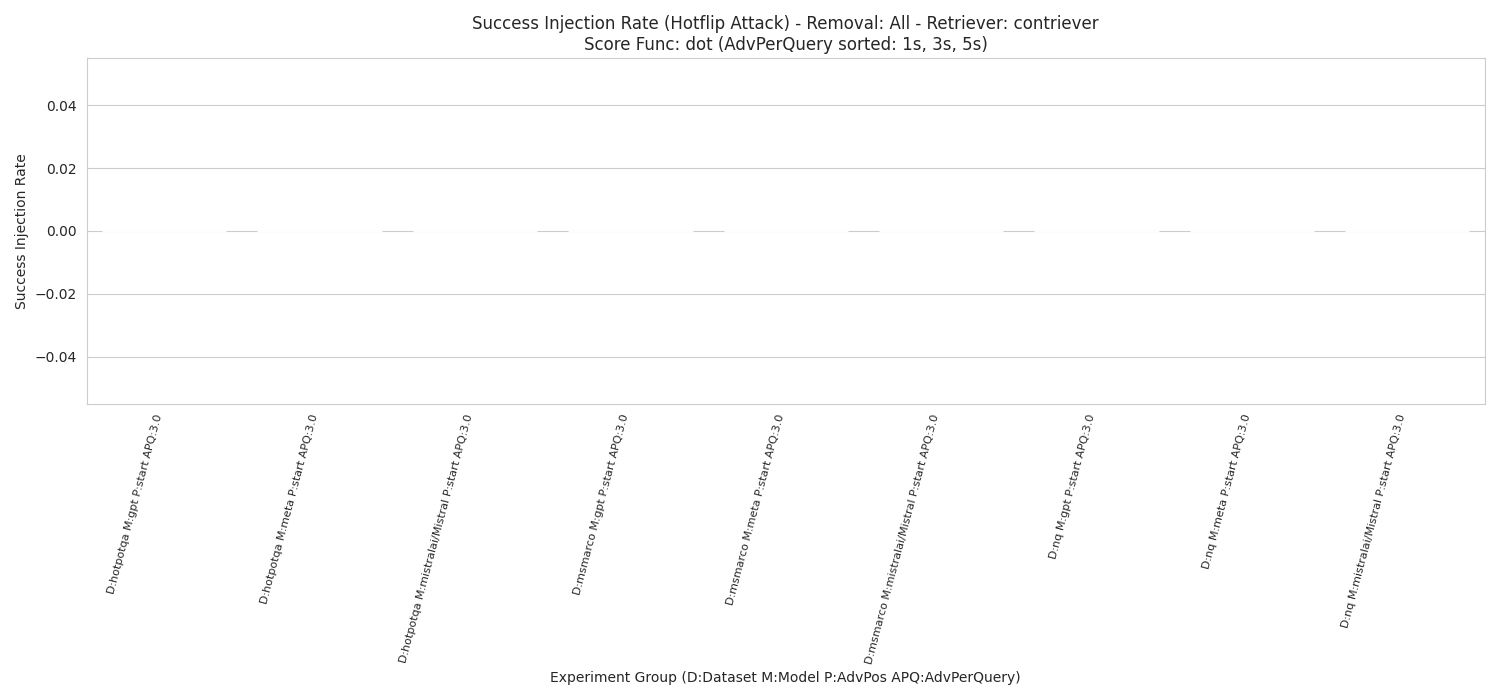 Success Injection Rate (Hotflip Attack) - Removal: All - Retriever: contriever
Score Func: dot (AdvPerQuery sorted: 1s, 3s, 5s)
Success Injection Rate
0.04
0.02
0.00
−0.02
−0.04
D:hotpotqa M:gpt P:start APQ:3.0
D:hotpotqa M:meta P:start APQ:3.0
D:hotpotqa M:mistralai/Mistral P:start APQ:3.0
D:msmarco M:gpt P:start APQ:3.0
D:msmarco M:meta P:start APQ:3.0
D:msmarco M:mistralai/Mistral P:start APQ:3.0
D:nq M:gpt P:start APQ:3.0
D:nq M:meta P:start APQ:3.0
D:nq M:mistralai/Mistral P:start APQ:3.0
Experiment Group (D:Dataset M:Model P:AdvPos APQ:AdvPerQuery)